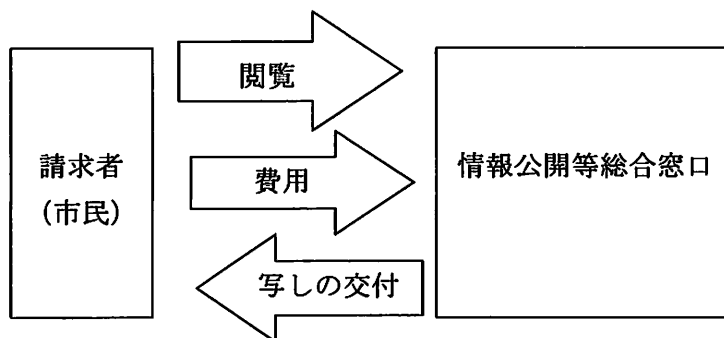 閲覧
請求者
(市民)
費用
情報公開等総合窓口
写しの交付